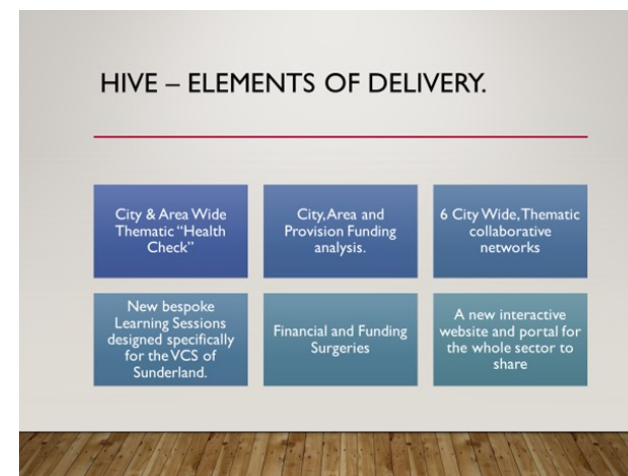 HIVE – ELEMENTS OF DELIVERY.
City & Area Wide
Thematic “Health
Check”
City, Area and
Provision Funding
analysis.
6 City Wide, Thematic
collaborative
networks
New bespoke
Learning Sessions
designed specifically
for the VCS of
Sunderland.
Financial and Funding
Surgeries
A new interactive
website and portal for
the whole sector to
share